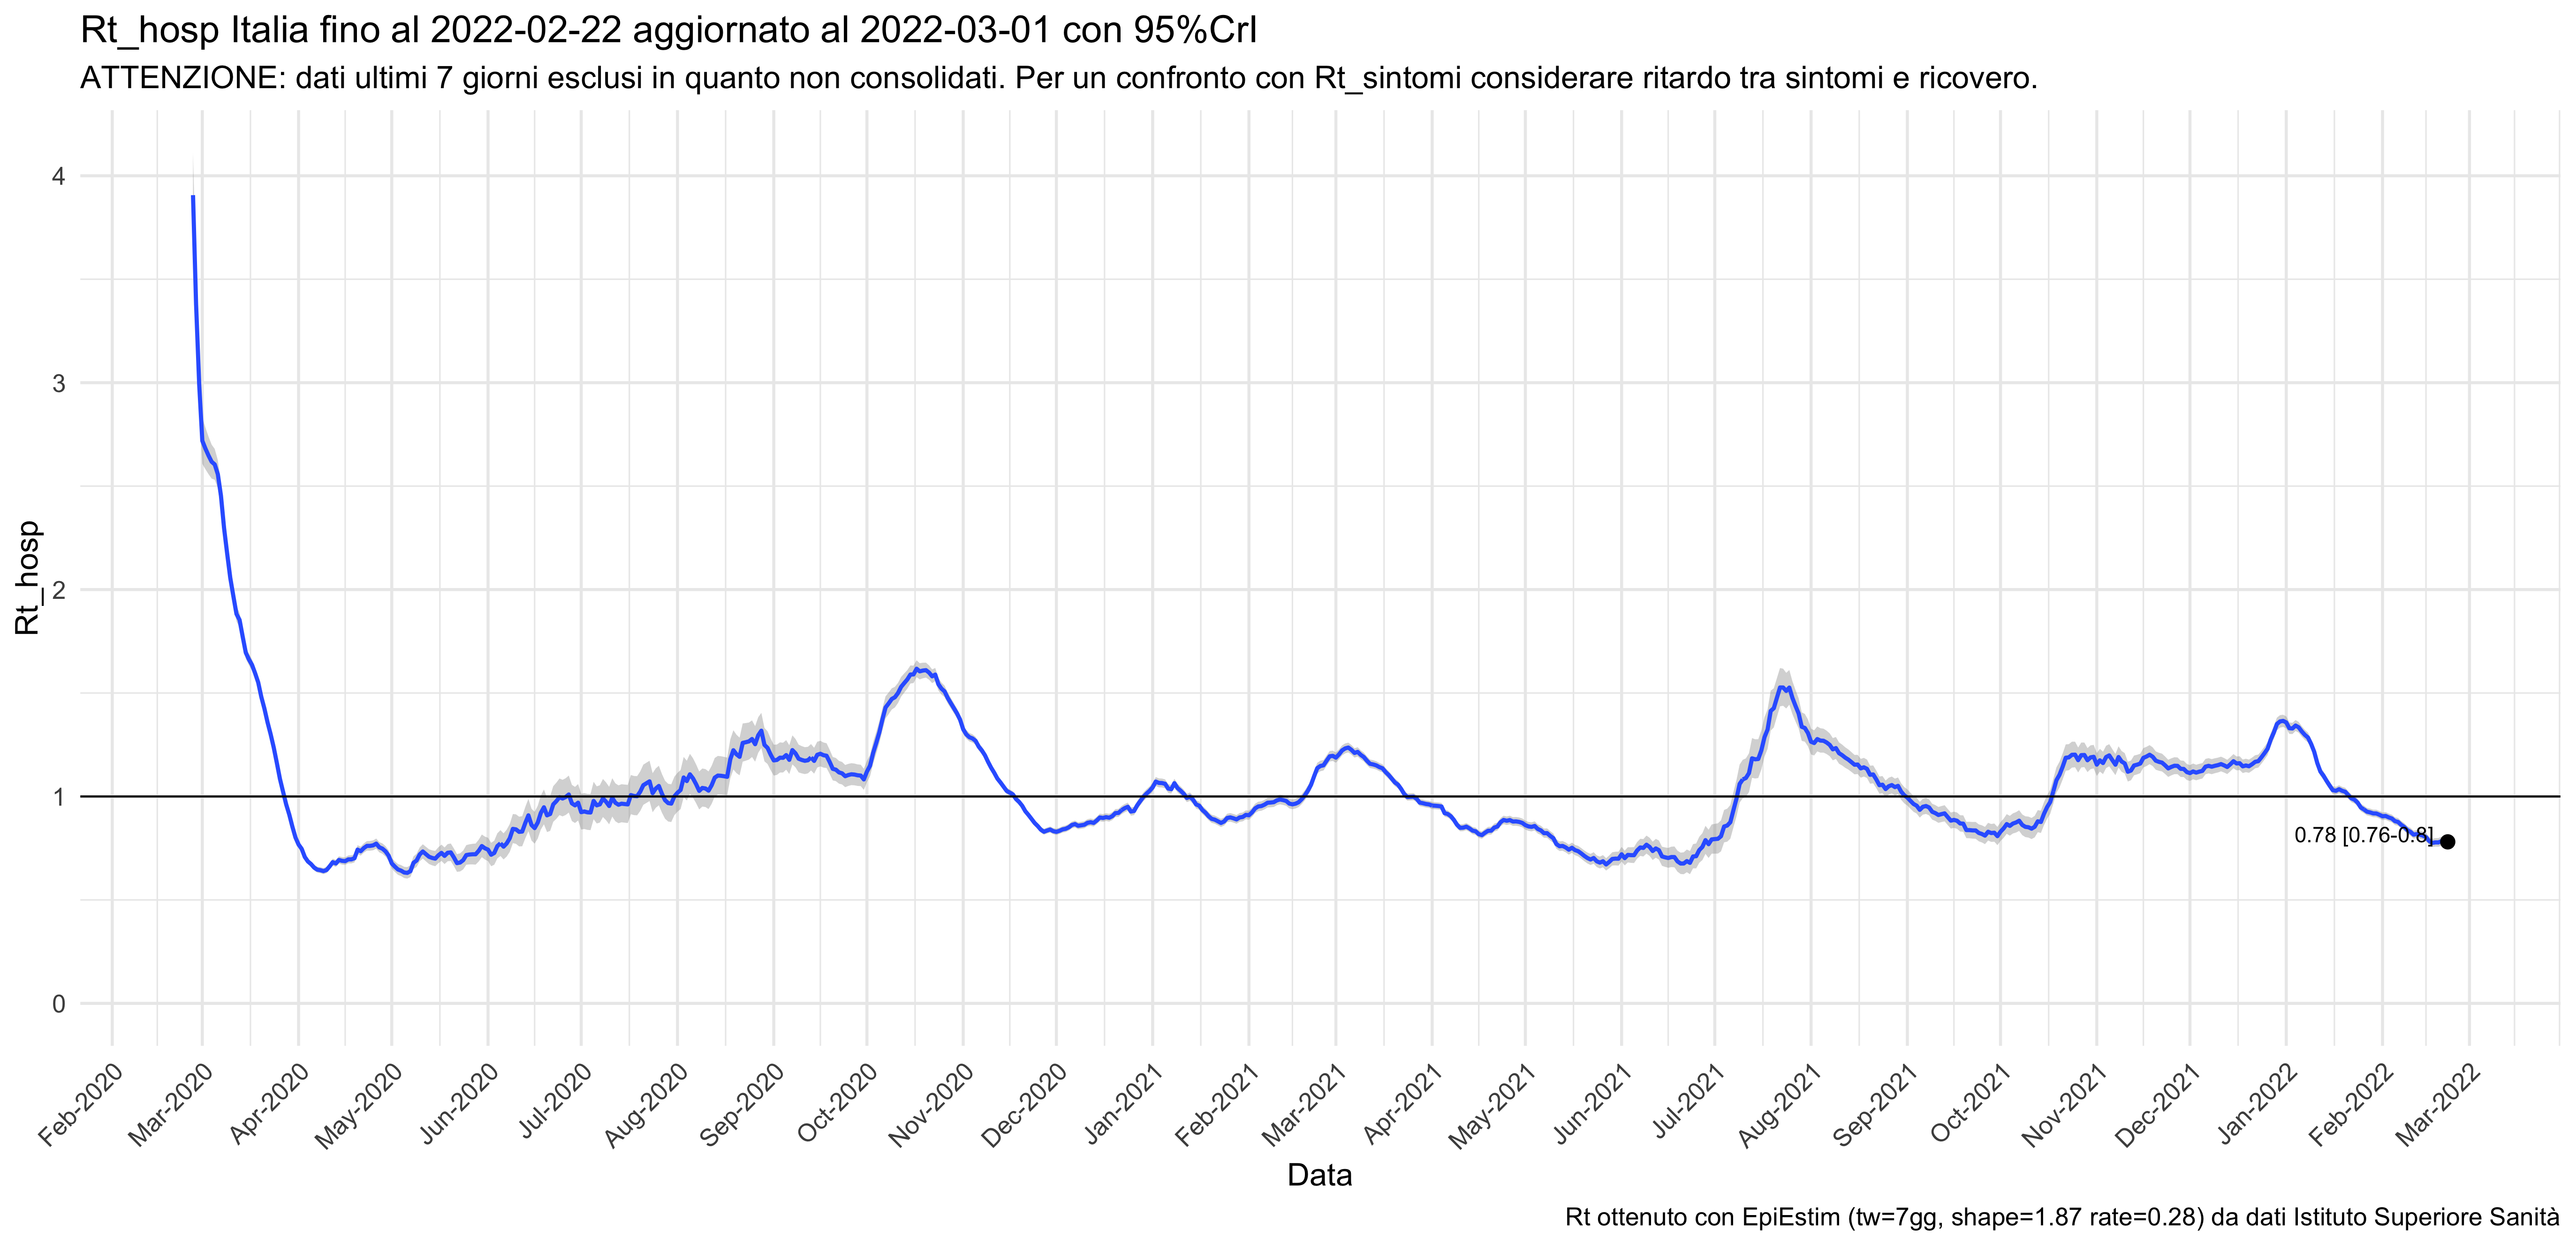 Rt_hosp Italia fino al 2022-02-22 aggiornato al 2022-03-01 con 95%CrI
ATTENZIONE: dati ultimi 7 giorni esclusi in quanto non consolidati. Per un confronto con Rt_sintomi considerare ritardo tra sintomi e ricovero.
Rt_hosp
4
3
2
1
0
0.78 [0.76-0.8]
Feb-2020
Mar-2020
Apr-2020
May-2020
Jun-2020
Jul-2020
Aug-2020
Sep-2020
Oct-2020
Nov-2020
Dec-2020
Jan-2021
Feb-2021
Mar-2021
Apr-2021
May-2021
Jun-2021
Jul-2021
Aug-2021
Sep-2021
Oct-2021
Nov-2021
Dec-2021
Jan-2022
Feb-2022
Mar-2022
Data
Rt ottenuto con EpiEstim (tw=7gg, shape=1.87 rate=0.28) da dati Istituto Superiore Sanità